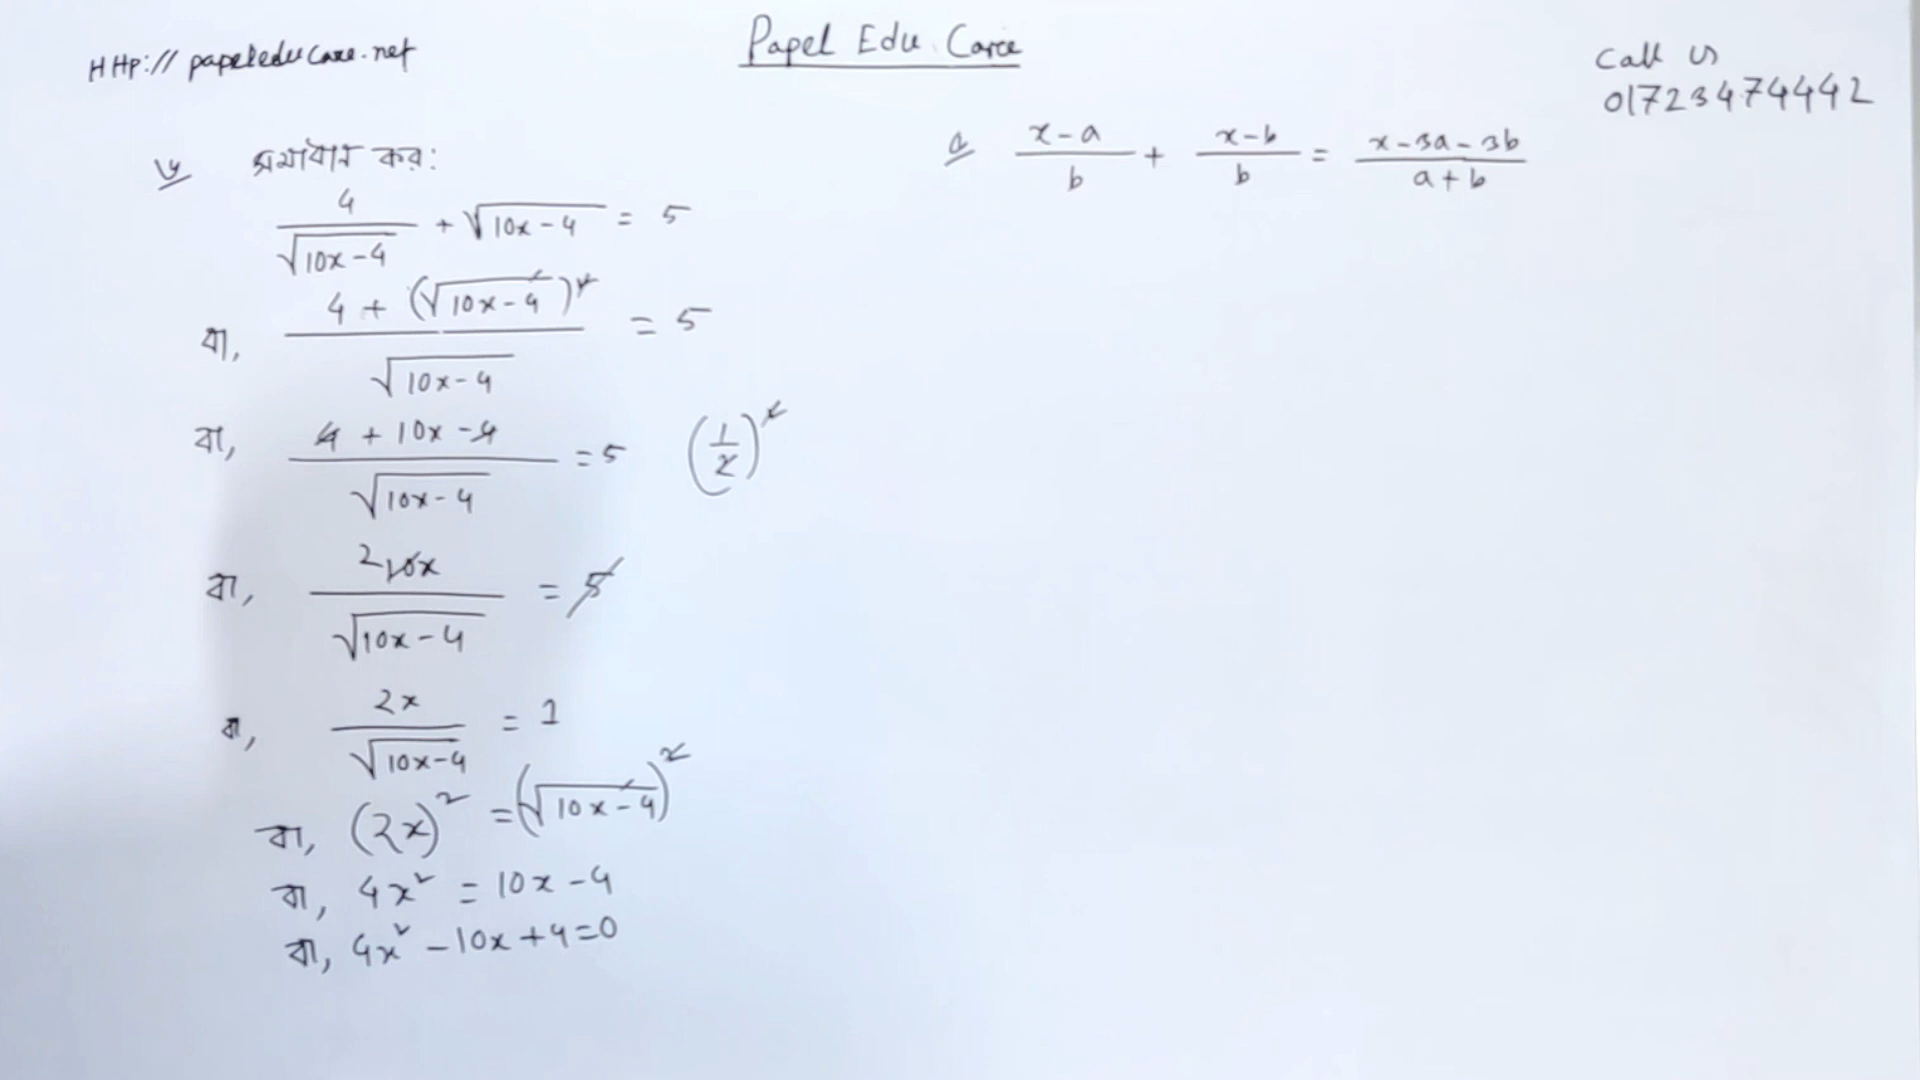 HHp://papeleducare.net
Papel Edu Care
Call us
01723474442
সমাধান কর:
4/√(10x-4) + √(10x-4) = 5
বা, (4 + (√(10x-4))²)/√(10x-4) = 5
বা, (4 + 10x - 4)/√(10x-4) = 5 (1/2)²
বা, 2 10x/√(10x-4) = 5
বা, 2x/√(10x-4) = 1
বা, (2x)² = (√(10x-4))²
বা, 4x² = 10x - 4
বা, 4x² - 10x + 4 = 0
(x-a)/b + (x-b)/b = (x-3a-3b)/(a+b)